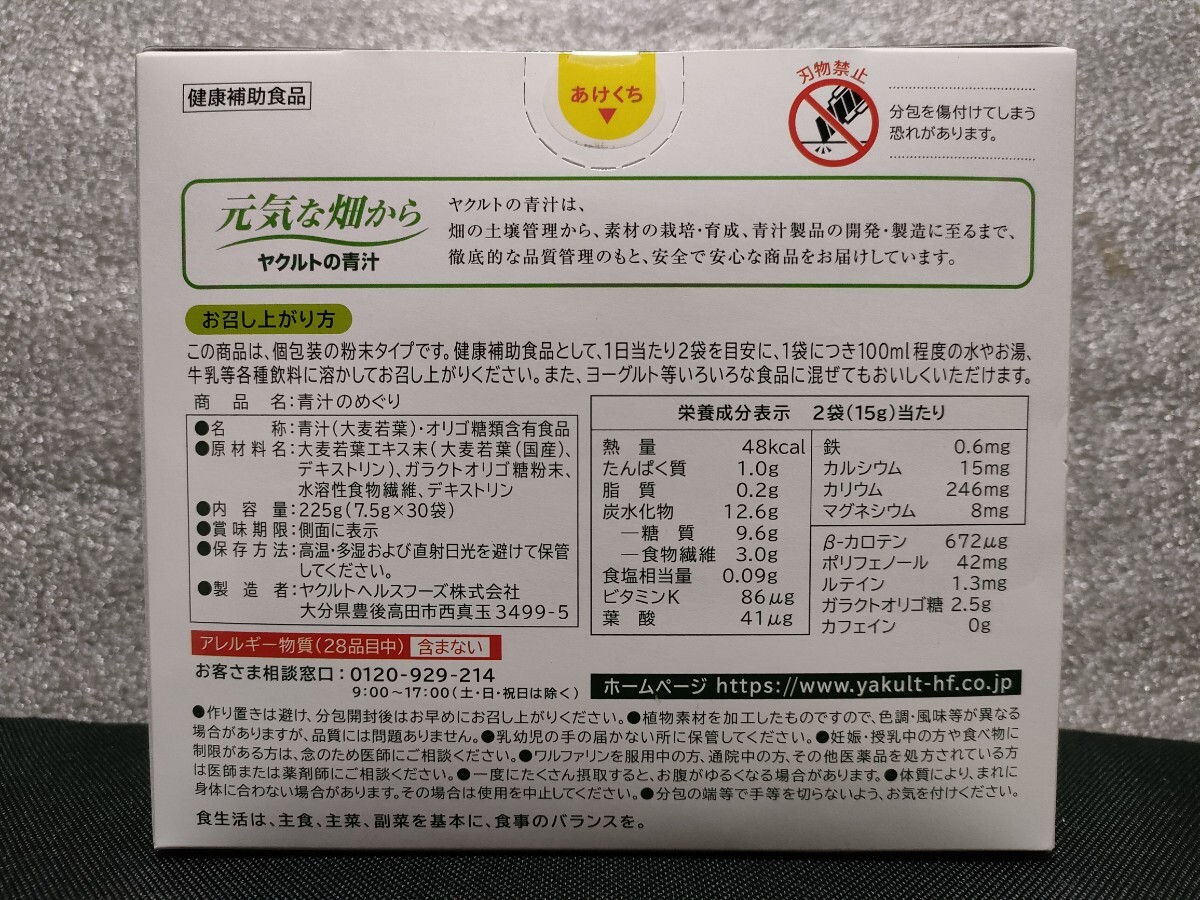 健康補助食品
あけくち
刃物禁止
分包を傷付けてしまう
恐れがあります。
元気な畑から
ヤクルトの青汁
ヤクルトの青汁は、
畑の土壌管理から、素材の栽培・育成、青汁製品の開発・製造に至るまで、
徹底的な品質管理のもと、安全で安心な商品をお届けしています。
お召し上がり方
この商品は、個包装の粉末タイプです。健康補助食品として、1日当たり2袋を目安に、1袋につき100ml程度の水やお湯、
牛乳等各種飲料に溶かしてお召し上がりください。また、ヨーグルト等いろいろな食品に混ぜてもおいしくいただけます。
商品名：青汁のめぐり
●名称：青汁（大麦若葉）・オリゴ糖類含有食品
●原材料名：大麦若葉エキス末（大麦若葉（国産）、
デキストリン）、ガラクトオリゴ糖粉末、
水溶性食物繊維、デキストリン
●内容量：225g（7.5g×30袋）
●賞味期限：側面に表示
●保存方法：高温・多湿および直射日光を避けて保管
してください。
●製造者：ヤクルトヘルスフーズ株式会社
大分県豊後高田市西真玉3499-5
アレルギー物質（28品目中） 含まない
お客さま相談窓口：0120-929-214
9:00～17:00（土・日・祝日は除く）
栄養成分表示 2袋（15g）当たり
熱量 48kcal
たんぱく質 1.0g
脂質 0.2g
炭水化物 12.6g
―糖質 9.6g
―食物繊維 3.0g
食塩相当量 0.09g
ビタミンK 86μg
葉酸 41μg
鉄 0.6mg
カルシウム 15mg
カリウム 246mg
マグネシウム 8mg
β-カロテン 672μg
ポリフェノール 42mg
ルテイン 1.3mg
ガラクトオリゴ糖 2.5g
カフェイン 0g
ホームページ https://www.yakult-hf.co.jp
●作り置きは避け、分包開封後はお早めにお召し上がりください。●植物素材を加工したものですので、色調・風味等が異なる
場合がありますが、品質には問題ありません。●乳幼児の手の届かない所に保管してください。●妊娠・授乳中の方や食べ物に
制限がある方は、念のため医師にご相談ください。●ワルファリンを服用中の方、通院中の方、その他医薬品を処方されている方
は医師または薬剤師にご相談ください。●一度にたくさん摂取すると、お腹がゆるくなる場合があります。●体質により、まれに
身体に合わない場合があります。その場合は使用を中止してください。●分包の端等で手等を切らないよう、お気を付けください。
食生活は、主食、主菜、副菜を基本に、食事のバランスを。